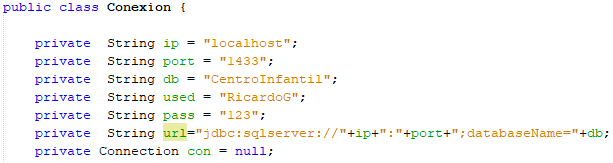 public class Conexion {
private  String ip = "localhost";
private  String port = "1433";
private  String db = "CentroInfantil";
private  String used = "RicardoG";
private  String pass = "123";
private  String url="jdbc:sqlserver://"+ip+":"+port+";databaseName="+db;
private Connection con = null;